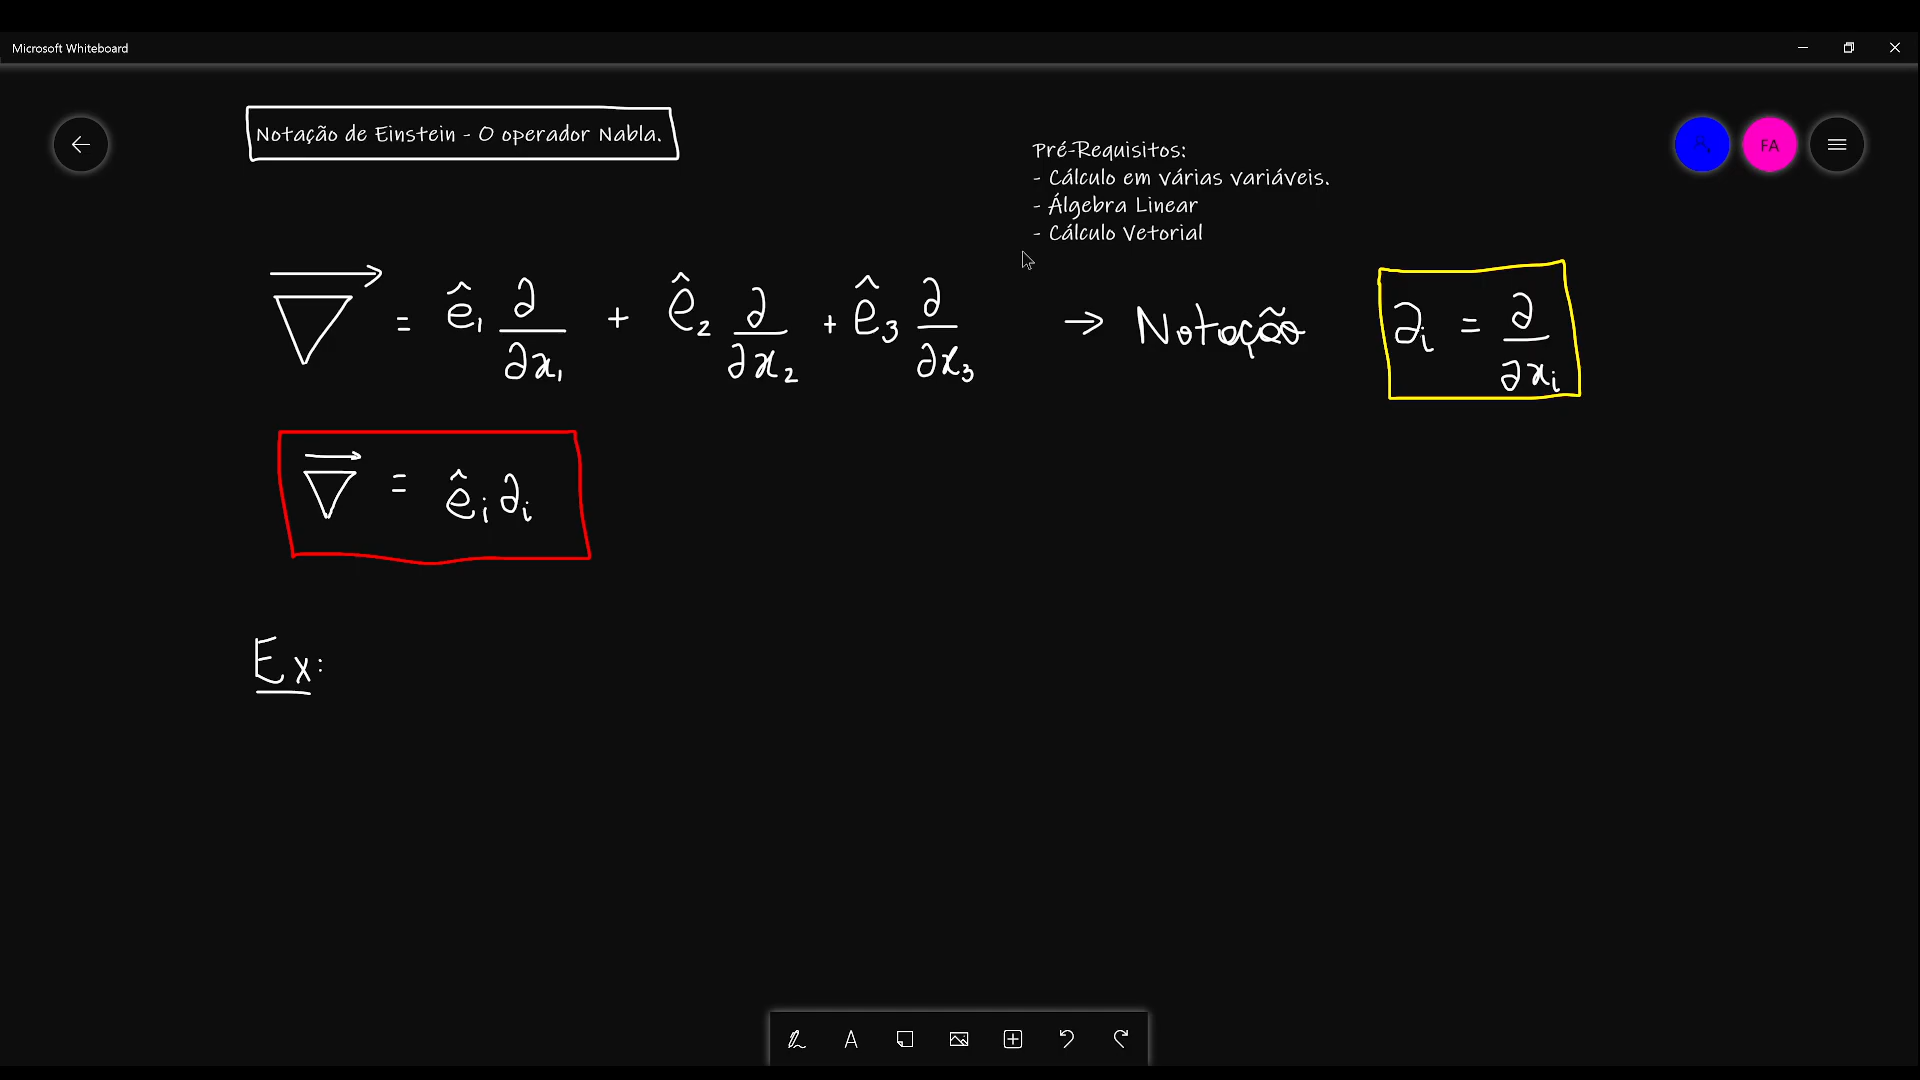 Microsoft Whiteboard
Notação de Einstein - O operador Nabla.
Pré-Requisitos:
- Cálculo em várias variáveis.
- Álgebra Linear
- Cálculo Vetorial
FA
∇⃗ = ê₁ ∂/∂x₁ + ê₂ ∂/∂x₂ + ê₃ ∂/∂x₃ → Notação ∂ᵢ = ∂/∂xᵢ
∇⃗ = êᵢ ∂ᵢ
Ex:
A